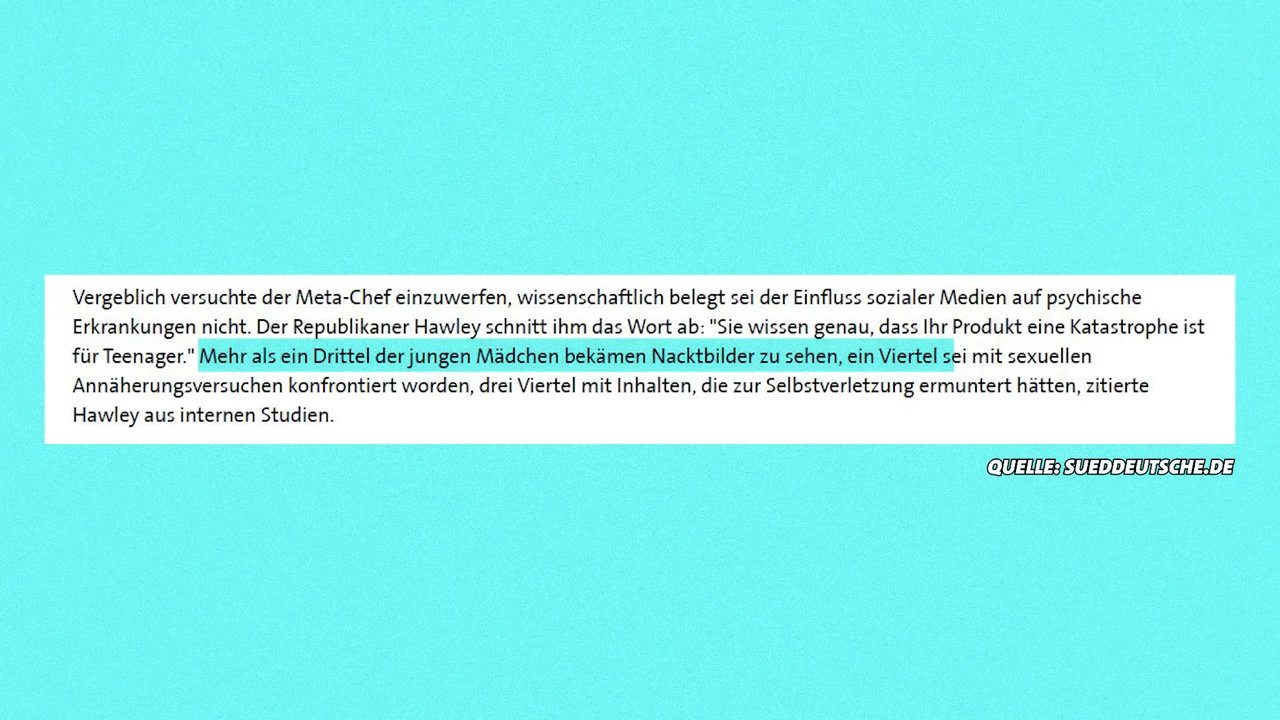 Vergeblich versuchte der Meta-Chef einzuwerfen, wissenschaftlich belegt sei der Einfluss sozialer Medien auf psychische
Erkrankungen nicht. Der Republikaner Hawley schnitt ihm das Wort ab: "Sie wissen genau, dass Ihr Produkt eine Katastrophe ist
für Teenager." Mehr als ein Drittel der jungen Mädchen bekämen Nacktbilder zu sehen, ein Viertel sei mit sexuellen
Annäherungsversuchen konfrontiert worden, drei Viertel mit Inhalten, die zur Selbstverletzung ermuntert hätten, zitierte
Hawley aus internen Studien.
QUELLE: SUEDDEUTSCHE.DE